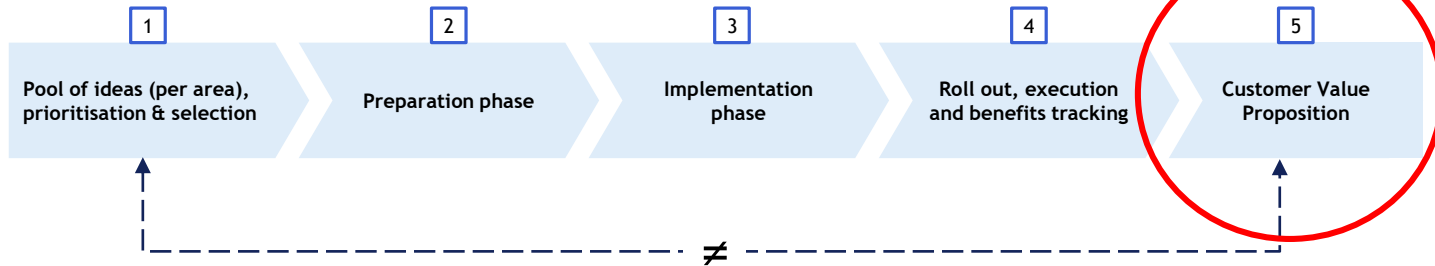 1
2
3
4
5
Pool of ideas (per area),
prioritisation & selection
Preparation phase
Implementation
phase
Roll out, execution
and benefits tracking
Customer Value
Proposition
≠